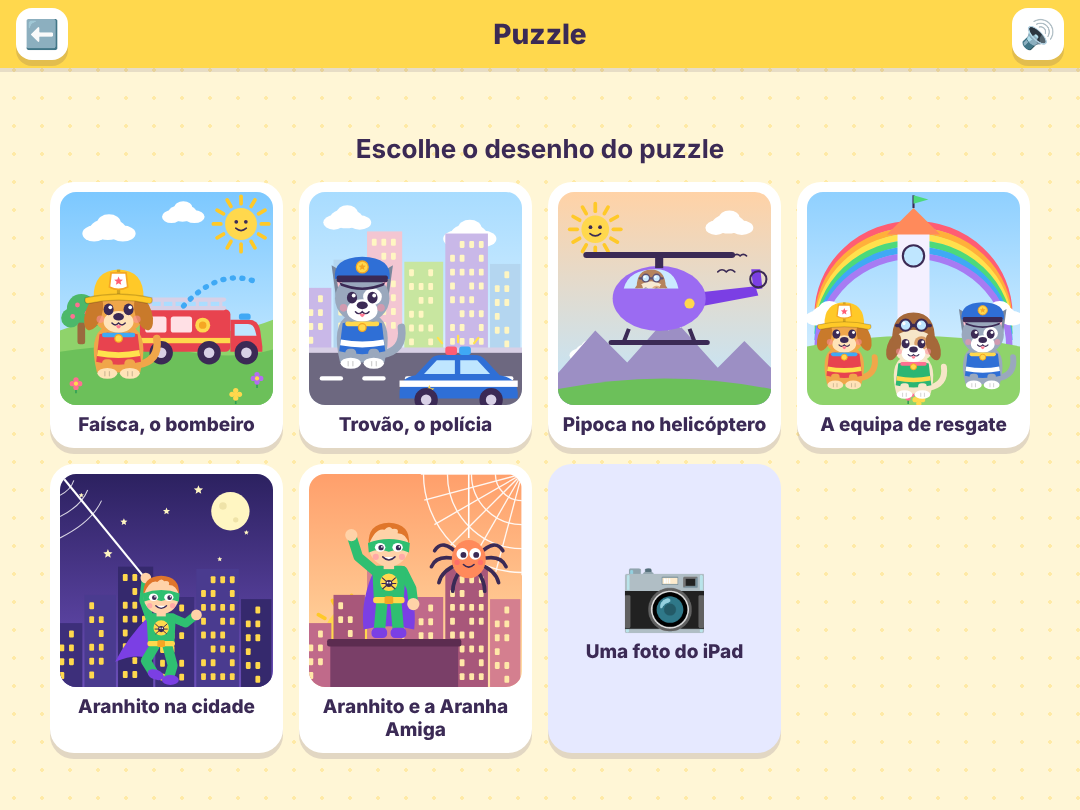 Puzzle
Escolhe o desenho do puzzle
Faísca, o bombeiro
Trovão, o polícia
Pipoca no helicóptero
A equipa de resgate
Aranhito na cidade
Aranhito e a Aranha
Amiga
Uma foto do iPad